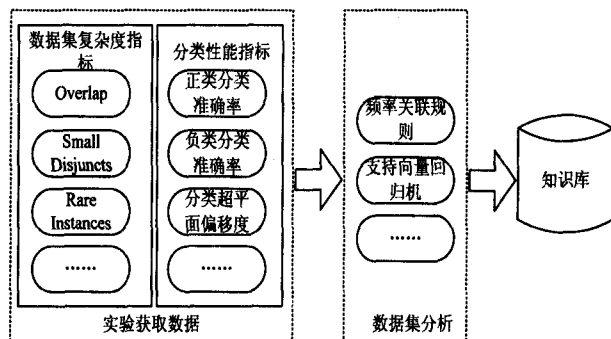 数据集复杂度指
标
Overlap
Small
Disjuncts
Rare
Instances
……
分类性能指标
正类分类
准确率
负类分类
准确率
分类超平
面偏移度
……
实验获取数据
频率关联规
则
支持向量回
归机
……
数据集分析
知识库